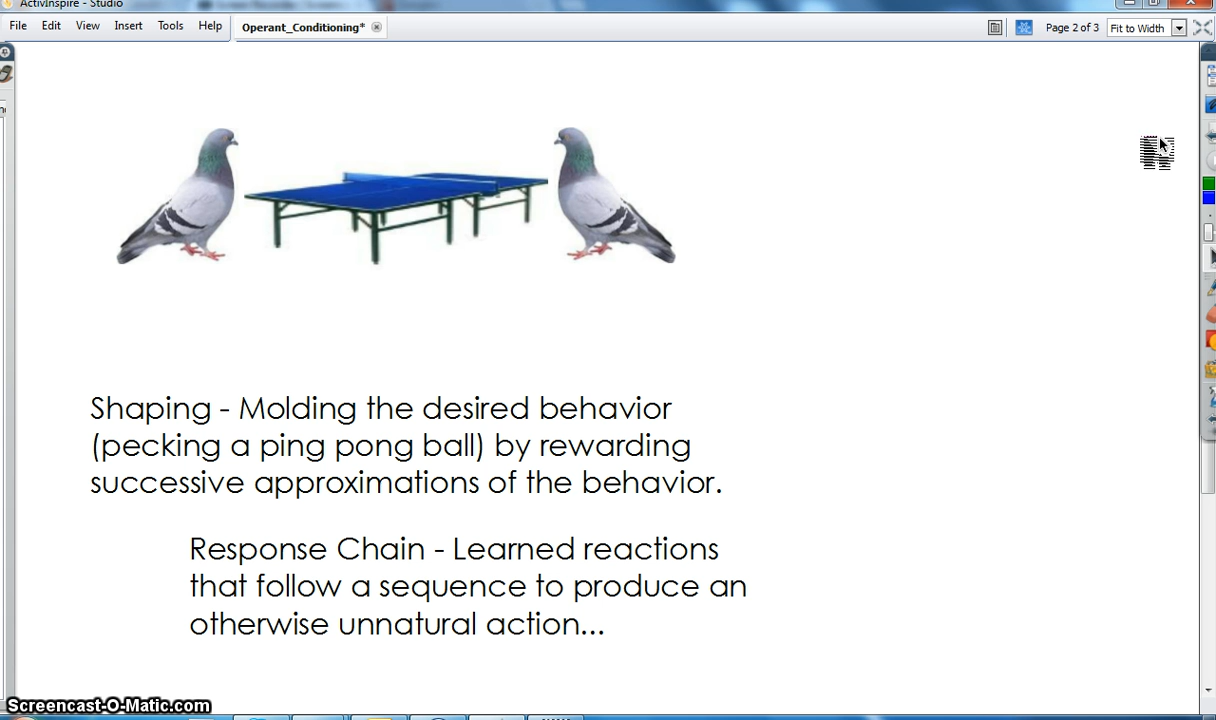 ActivInspire - Studio
File Edit View Insert Tools Help Operant_Conditioning* Page 2 of 3 Fit to Width
Shaping - Molding the desired behavior
(pecking a ping pong ball) by rewarding
successive approximations of the behavior.
Response Chain - Learned reactions
that follow a sequence to produce an
otherwise unnatural action...
Screencast-O-Matic.com